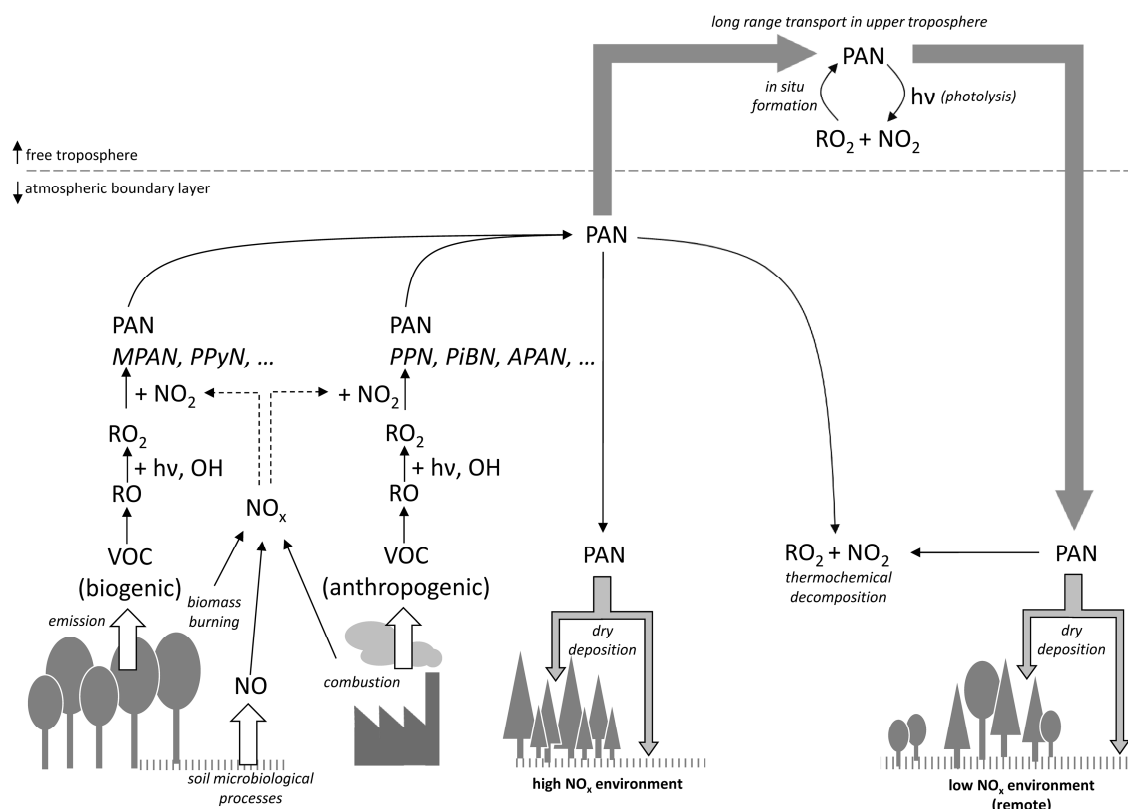 long range transport in upper troposphere
PAN
in situ
formation
hν (photolysis)
RO₂ + NO₂
free troposphere
atmospheric boundary layer
PAN
PAN
MPAN, PPyN, ...
+ NO₂
RO₂
+ hν, OH
RO
VOC
(biogenic)
emission
NOₓ
biomass
burning
NO
soil microbiological
processes
PAN
PPN, PiBN, APAN, ...
+ NO₂
RO₂
+ hν, OH
RO
VOC
(anthropogenic)
combustion
PAN
dry
deposition
high NOₓ environment
RO₂ + NO₂
thermochemical
decomposition
PAN
dry
deposition
low NOₓ environment
(remote)